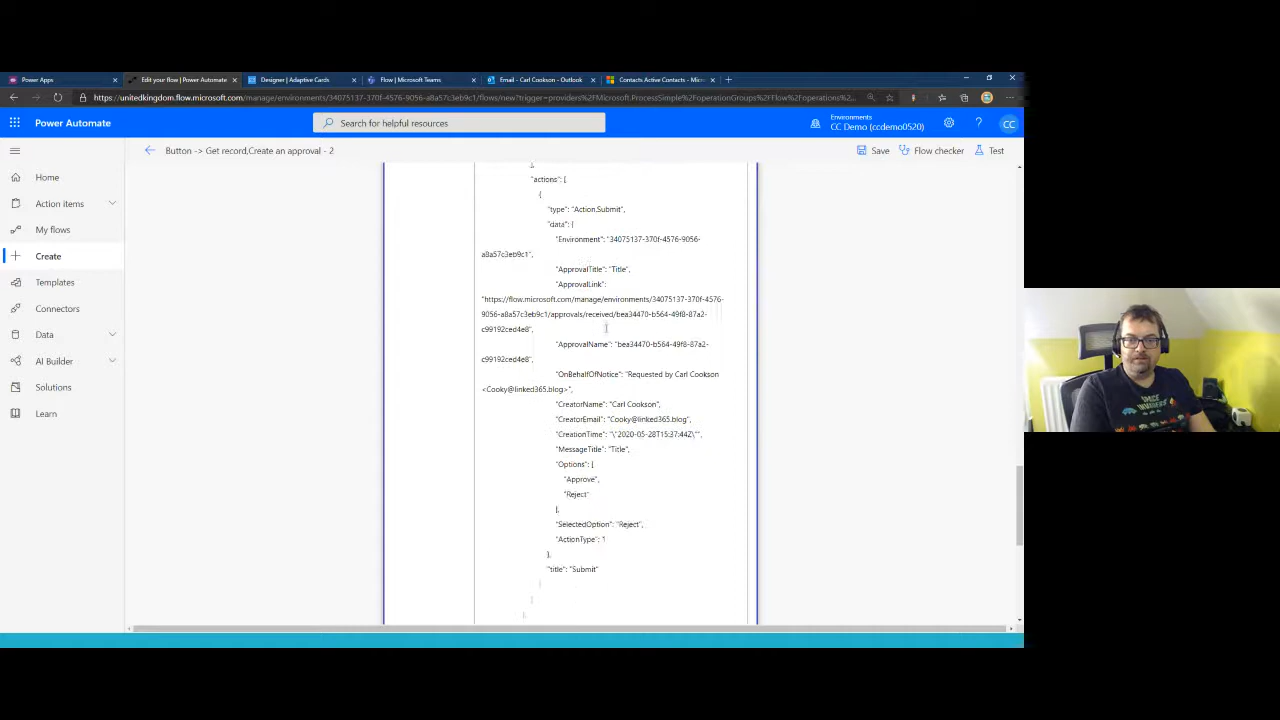 Power Apps
Edit your flow | Power Automate
Designer | Adaptive Cards
Flow | Microsoft Teams
Email - Carl Cookson - Outlook
Contacts Active Contacts - Micr
https://unitedkingdom.flow.microsoft.com/manage/environments/34075137-370f-4576-9056-a8a57c3eb9c1/flows/new?trigger=providers%2FMicrosoft.ProcessSimple%2FoperationGroups%2FFlow%2Foperations%2...
Power Automate
Search for helpful resources
Environments
CC Demo (ccdemo0520)
CC
Button -> Get record,Create an approval - 2
Save
Flow checker
Test
Home
Action items
My flows
Create
Templates
Connectors
Data
AI Builder
Solutions
Learn
],
"actions": [
{
"type": "Action.Submit",
"data": {
"Environment": "34075137-370f-4576-9056-
a8a57c3eb9c1",
"ApprovalTitle": "Title",
"ApprovalLink":
"https://flow.microsoft.com/manage/environments/34075137-370f-4576-
9056-a8a57c3eb9c1/approvals/received/bea34470-b564-49f8-87a2-
c99192ced4e8",
"ApprovalName": "bea34470-b564-49f8-87a2-
c99192ced4e8",
"OnBehalfOfNotice": "Requested by Carl Cookson
<Cooky@linked365.blog>",
"CreatorName": "Carl Cookson",
"CreatorEmail": "Cooky@linked365.blog",
"CreationTime": "\"2020-05-28T15:37:44Z\"",
"MessageTitle": "Title",
"Options": [
"Approve",
"Reject"
],
"SelectedOption": "Reject",
"ActionType": "1
},
"title": "Submit"
SPACE
INVADERS